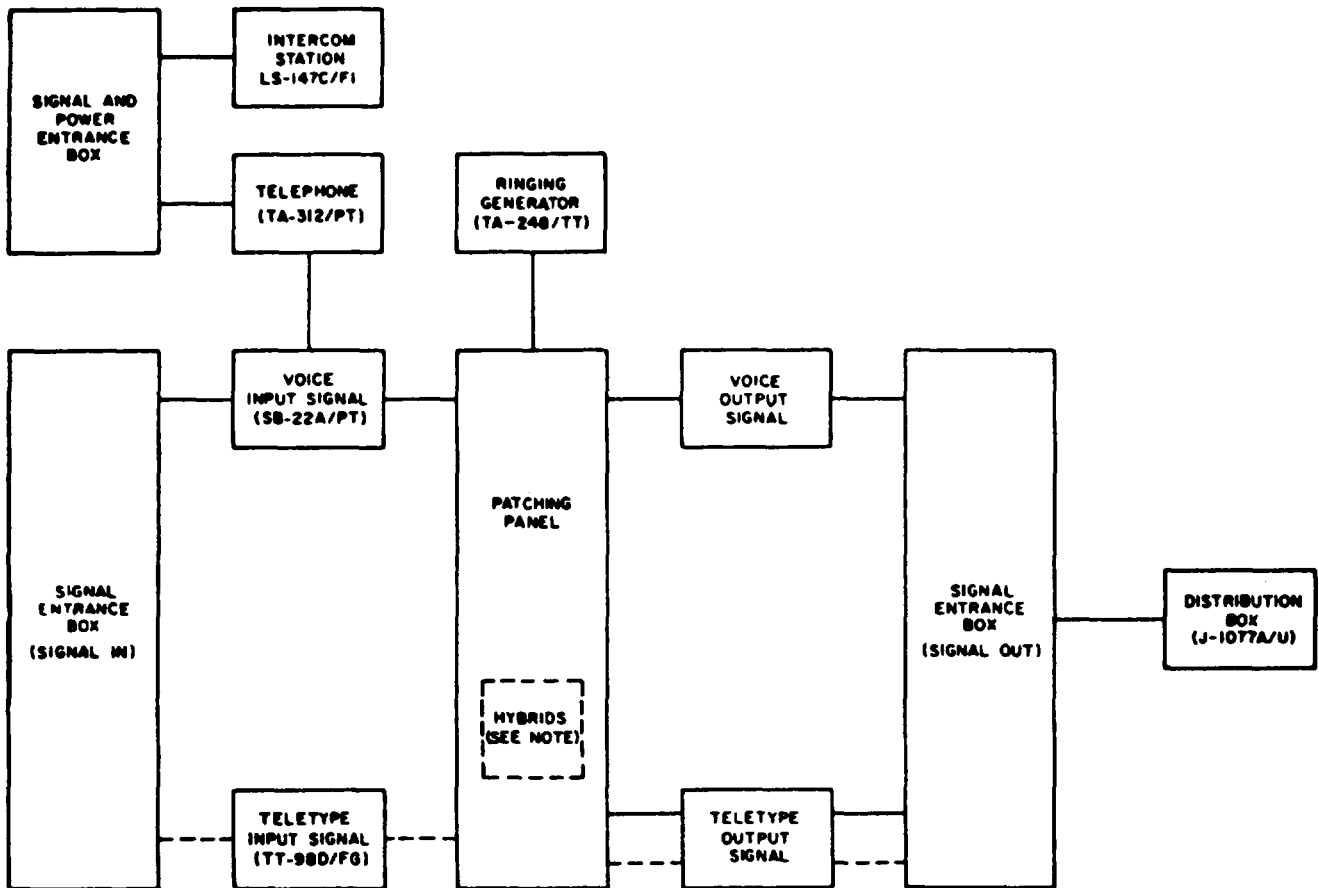 SIGNAL AND
POWER
ENTRANCE
BOX
INTERCOM
STATION
LS-147C/FI
TELEPHONE
(TA-312/PT)
RINGING
GENERATOR
(TA-248/TT)
SIGNAL
ENTRANCE
BOX
(SIGNAL IN)
VOICE
INPUT SIGNAL
(SB-22A/PT)
PATCHING
PANEL
HYBRIDS
(SEE NOTE)
VOICE
OUTPUT
SIGNAL
SIGNAL
ENTRANCE
BOX
(SIGNAL OUT)
DISTRIBUTION
BOX
(J-1077A/U)
TELETYPE
INPUT SIGNAL
(TT-98D/FG)
TELETYPE
OUTPUT
SIGNAL